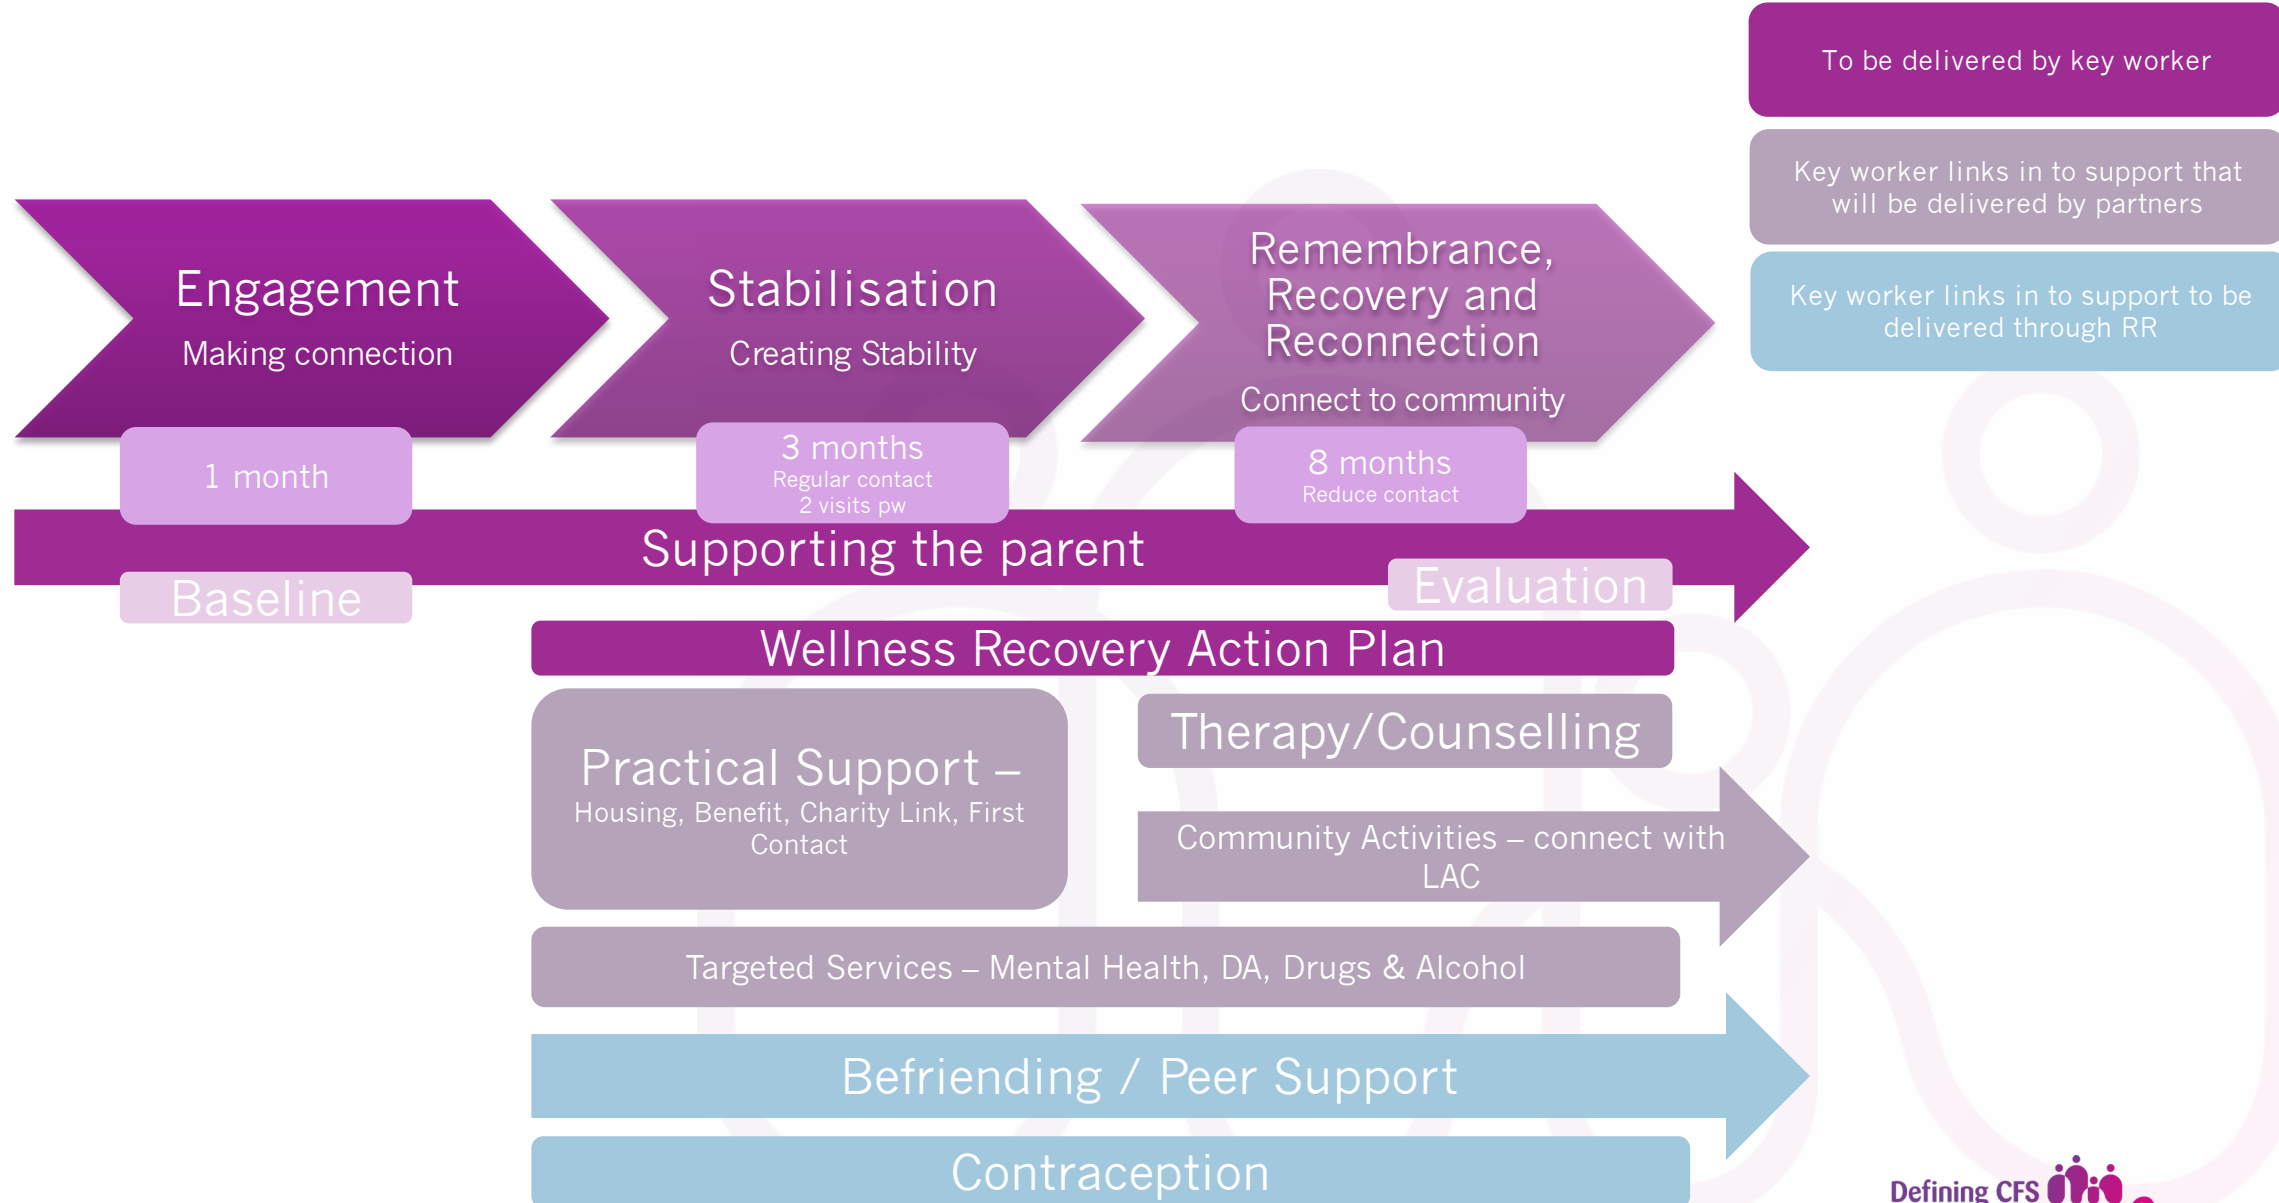 To be delivered by key worker
Key worker links in to support that
will be delivered by partners
Key worker links in to support to be
delivered through RR
Engagement
Making connection
Stabilisation
Creating Stability
Remembrance,
Recovery and
Reconnection
Connect to community
1 month
3 months
Regular contact
2 visits pw
8 months
Reduce contact
Supporting the parent
Baseline
Evaluation
Wellness Recovery Action Plan
Practical Support –
Housing, Benefit, Charity Link, First
Contact
Therapy/Counselling
Community Activities – connect with
LAC
Targeted Services – Mental Health, DA, Drugs & Alcohol
Befriending / Peer Support
Contraception
Defining CFS